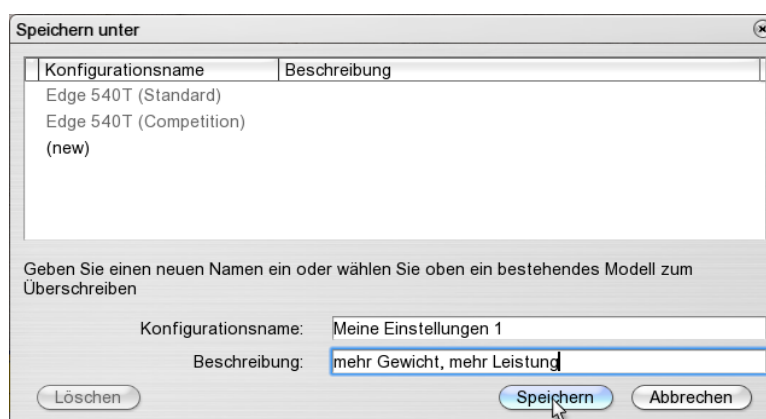 Speichern unter
Konfigurationsname Beschreibung
Edge 540T (Standard)
Edge 540T (Competition)
(new)
Geben Sie einen neuen Namen ein oder wählen Sie oben ein bestehendes Modell zum
Überschreiben
Konfigurationsname: Meine Einstellungen 1
Beschreibung: mehr Gewicht, mehr Leistung
Löschen Speichern Abbrechen